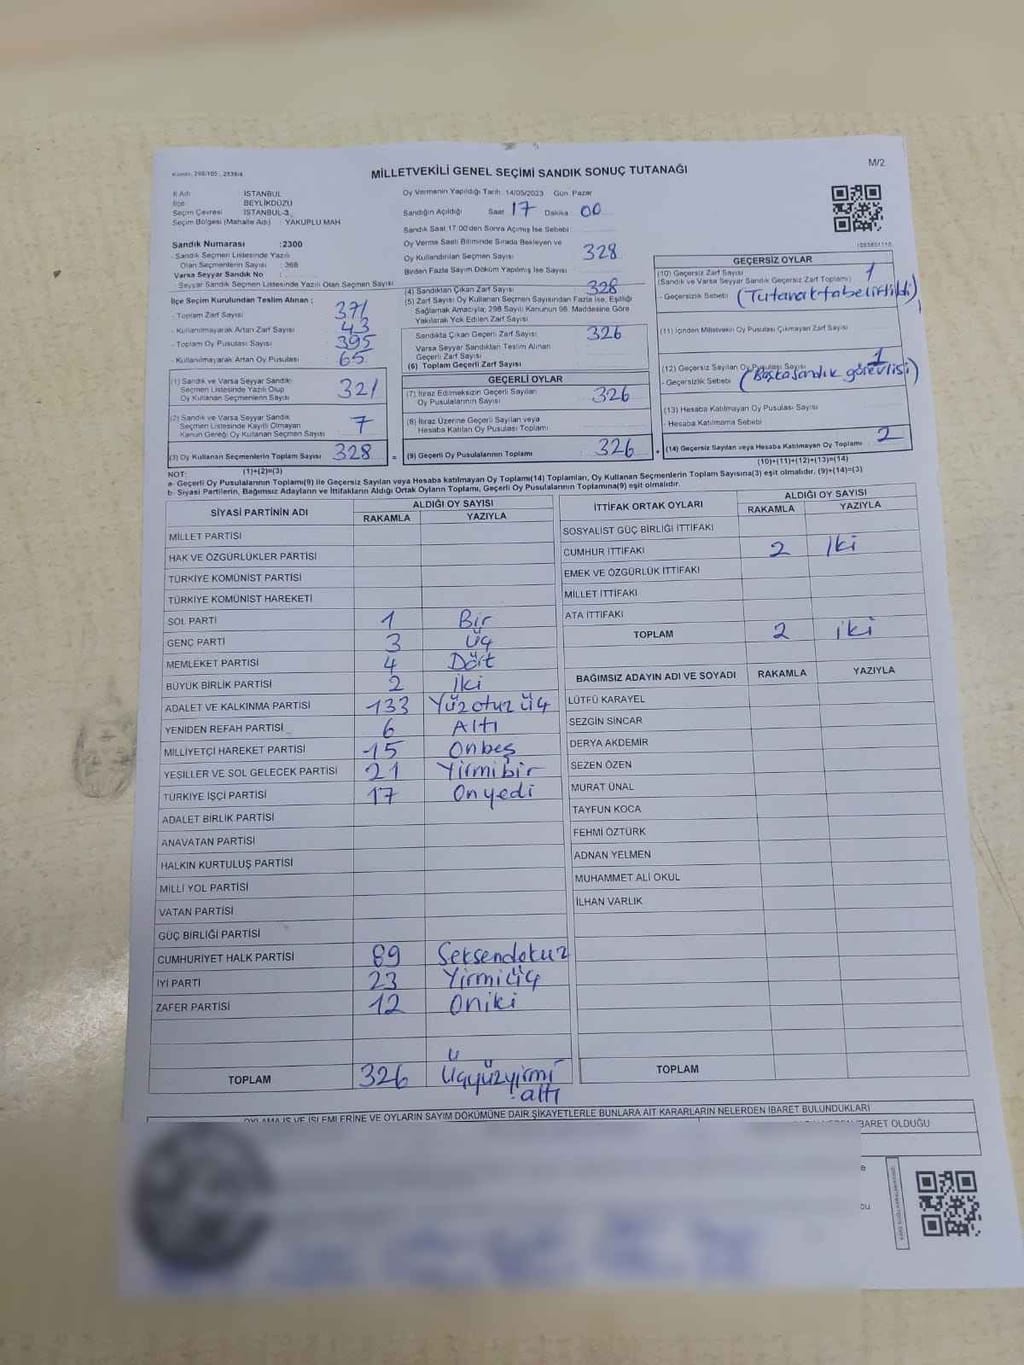 MİLLETVEKİLİ GENEL SEÇİMİ SANDIK SONUÇ TUTANAĞI
M/2
İl Adı : İSTANBUL
İlçe : BEYLİKDÜZÜ
Seçim Çevresi : İSTANBUL-3
Seçim Bölgesi (Mahalle Adı) : YAKUPLU MAH
Oy Vermenin Yapıldığı Tarih : 14/05/2023 Gün : Pazar
Sandığın Açıldığı Saat 17 Dakika 00
Sandık Saat 17:00'den Sonra Açılmış İse Sebebi :
Oy Verme Saati Bitiminde Sırada Bekleyen ve
Oy Kullandırılan Seçmen Sayısı 328
Birden Fazla Sayım Döküm Yapılmış İse Sayısı
Sandık Numarası : 2300
- Sandık Seçmen Listesinde Yazılı
Olan Seçmenlerin Sayısı : 368
Varsa Seyyar Sandık No :
Seyyar Sandık Seçmen Listesinde Yazılı Olan Seçmen Sayısı
İlçe Seçim Kurulundan Teslim Alınan ;
- Toplam Zarf Sayısı 371
- Kullanılmayarak Artan Zarf Sayısı 43
- Toplam Oy Pusulası Sayısı 395
- Kullanılmayarak Artan Oy Pusulası 65
(1) Sandık ve Varsa Seyyar Sandık
Seçmen Listesinde Yazılı Olup
Oy Kullanan Seçmenlerin Sayısı 321
(2) Sandık ve Varsa Seyyar Sandık
Seçmen Listesinde Kayıtlı Olmayan
Kanun Gereği Oy Kullanan Seçmen Sayısı 7
(3) Oy Kullanan Seçmenlerin Toplam Sayısı 328
(1)+(2)=(3)
(4) Sandıktan Çıkan Zarf Sayısı 328
(5) Zarf Sayısı Oy Kullanan Seçmen Sayısından Fazla İse, Eşitliği
Sağlamak Amacıyla; 298 Sayılı Kanunun 98. Maddesine Göre
Yakılarak Yok Edilen Zarf Sayısı
Sandıkta Çıkan Geçerli Zarf Sayısı 326
Varsa Seyyar Sandıktan Teslim Alınan
Geçerli Zarf Sayısı
(6) Toplam Geçerli Zarf Sayısı
GEÇERLİ OYLAR
(7) İtiraz Edilmeksizin Geçerli Sayılan
Oy Pusulalarının Sayısı 326
(8) İtiraz Üzerine Geçerli Sayılan veya
Hesaba Katılan Oy Pusulası Toplamı
= (9) Geçerli Oy Pusulalarının Toplamı 326
GEÇERSİZ OYLAR
(10) Geçersiz Zarf Sayısı 1
(Sandık ve Varsa Seyyar Sandık Geçersiz Zarf Toplamı)
- Geçersizlik Sebebi (Tutanakta belirtildi)
(11) İçinden Milletvekili Oy Pusulası Çıkmayan Zarf Sayısı
(12) Geçersiz Sayılan Oy Pusulası Sayısı 1
- Geçersizlik Sebebi (Başka sandık görevlisi)
(13) Hesaba Katılmayan Oy Pusulası Sayısı
- Hesaba Katılmama Sebebi
+ (14) Geçersiz Sayılan veya Hesaba Katılmayan Oy Toplamı 2
(10)+(11)+(12)+(13)=(14)
NOT:
a- Geçerli Oy Pusulalarının Toplamı(9) ile Geçersiz Sayılan veya Hesaba katılmayan Oy Toplamı(14) Toplamları, Oy Kullanan Seçmenlerin Toplam Sayısına(3) eşit olmalıdır. (9)+(14)=(3)
b- Siyasi Partilerin, Bağımsız Adayların ve İttifakların Aldığı Ortak Oyların Toplamı, Geçerli Oy Pusulalarının Toplamına(9) eşit olmalıdır.
SİYASİ PARTİNİN ADI ALDIĞI OY SAYISI
RAKAMLA YAZIYLA
MİLLET PARTİSİ
HAK VE ÖZGÜRLÜKLER PARTİSİ
TÜRKİYE KOMÜNİST PARTİSİ
TÜRKİYE KOMÜNİST HAREKETİ
SOL PARTİ 1 Bir
GENÇ PARTİ 3 Üç
MEMLEKET PARTİSİ 4 Dört
BÜYÜK BİRLİK PARTİSİ 2 İki
ADALET VE KALKINMA PARTİSİ 133 Yüzotuz üç
YENİDEN REFAH PARTİSİ 6 Altı
MİLLİYETÇİ HAREKET PARTİSİ 15 Onbeş
YEŞİLLER VE SOL GELECEK PARTİSİ 21 Yirmibir
TÜRKİYE İŞÇİ PARTİSİ 17 Onyedi
ADALET BİRLİK PARTİSİ
ANAVATAN PARTİSİ
HALKIN KURTULUŞ PARTİSİ
MİLLİ YOL PARTİSİ
VATAN PARTİSİ
GÜÇ BİRLİĞİ PARTİSİ
CUMHURİYET HALK PARTİSİ 89 Seksendokuz
İYİ PARTİ 23 Yirmiüç
ZAFER PARTİSİ 12 Oniki
TOPLAM 326 Üçyüzyirmi
altı
İTTİFAK ORTAK OYLARI ALDIĞI OY SAYISI
RAKAMLA YAZIYLA
SOSYALİST GÜÇ BİRLİĞİ İTTİFAKI
CUMHUR İTTİFAKI 2 İki
EMEK VE ÖZGÜRLÜK İTTİFAKI
MİLLET İTTİFAKI
ATA İTTİFAKI
TOPLAM 2 iki
BAĞIMSIZ ADAYIN ADI VE SOYADI RAKAMLA YAZIYLA
LÜTFÜ KARAYEL
SEZGİN SİNCAR
DERYA AKDEMİR
SEZEN ÖZEN
MURAT ÜNAL
TAYFUN KOCA
FEHMİ ÖZTÜRK
ADNAN YELMEN
MUHAMMET ALİ OKUL
İLHAN VARLIK
TOPLAM
OYLAMA İŞ VE İŞLEMLERİNE VE OYLARIN SAYIM DÖKÜMÜNE DAİR ŞİKAYETLERLE BUNLARA AİT KARARLARIN NELERDEN İBARET BULUNDUKLARI
İBARET OLDUĞU